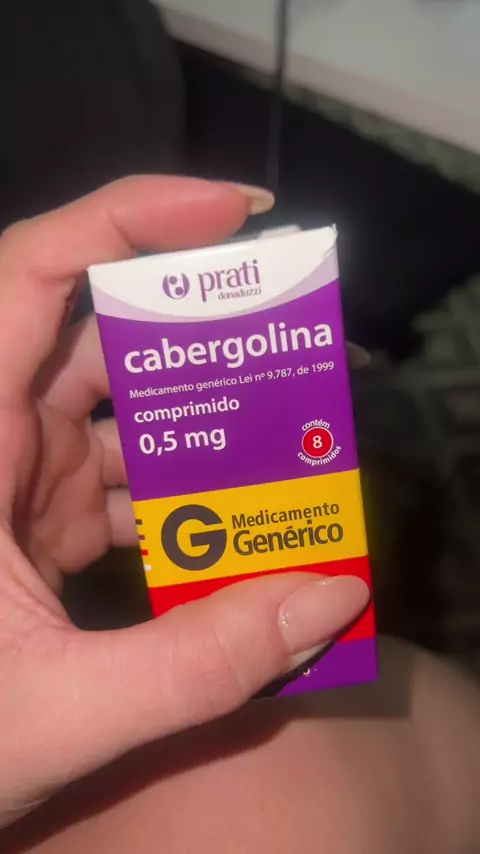 prati
donaduzzi
cabergolina
Medicamento genérico Lei nº 9.787, de 1999
comprimido
0,5 mg
contém
8
comprimidos
G Medicamento
Genérico